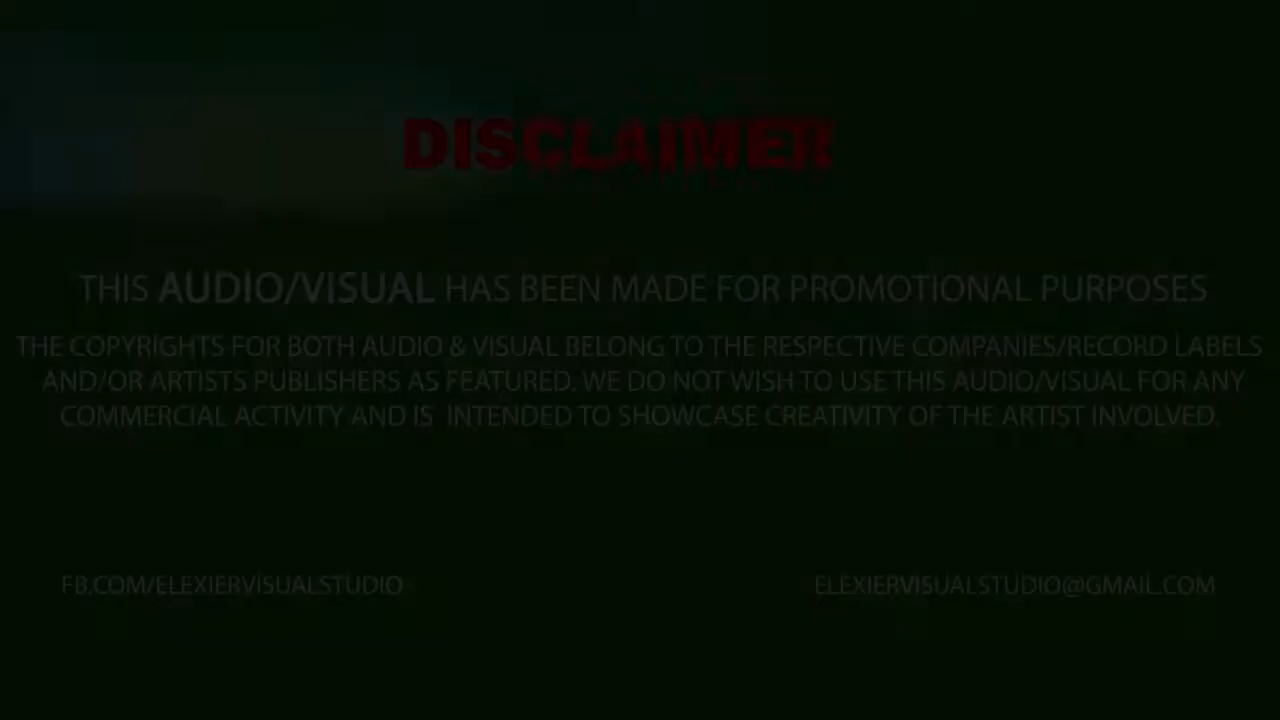 DISCLAIMER
THIS AUDIO/VISUAL HAS BEEN MADE FOR PROMOTIONAL PURPOSES
THE COPYRIGHTS FOR BOTH AUDIO & VISUAL BELONG TO THE RESPECTIVE COMPANIES/RECORD LABELS
AND/OR ARTISTS PUBLISHERS AS FEATURED. WE DO NOT WISH TO USE THIS AUDIO/VISUAL FOR ANY
COMMERCIAL ACTIVITY AND IS INTENDED TO SHOWCASE CREATIVITY OF THE ARTIST INVOLVED.
FB.COM/ELEXIERVISUALSTUDIO
ELEXIERVISUALSTUDIO@GMAIL.COM